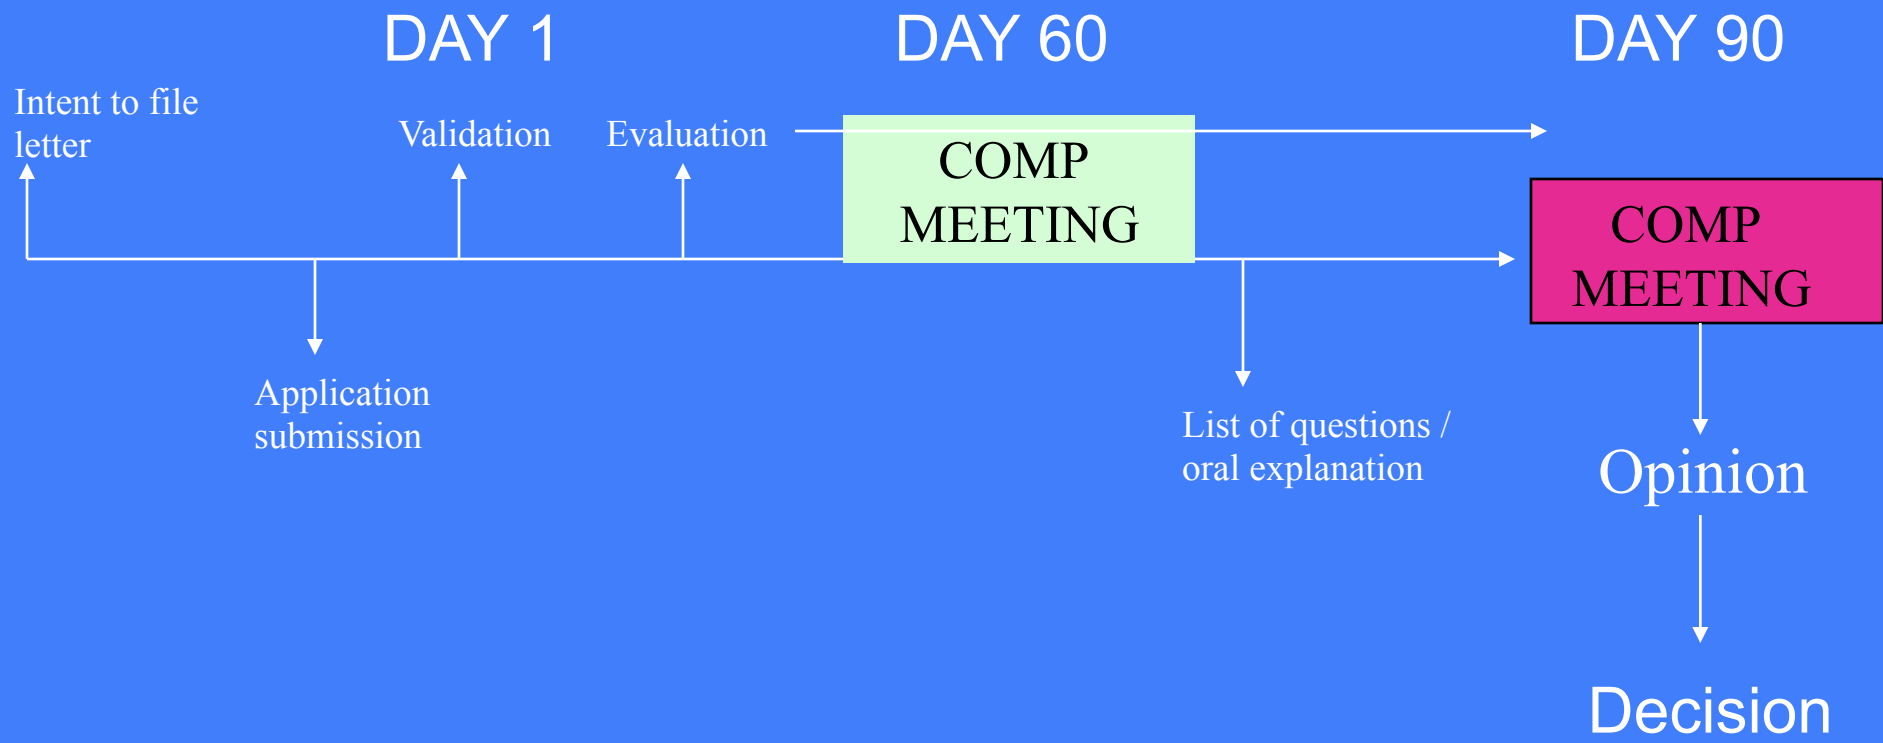 DAY 1
DAY 60
DAY 90
Intent to file
letter
Validation
Evaluation
COMP
MEETING
COMP
MEETING
Application
submission
List of questions /
oral explanation
Opinion
Decision